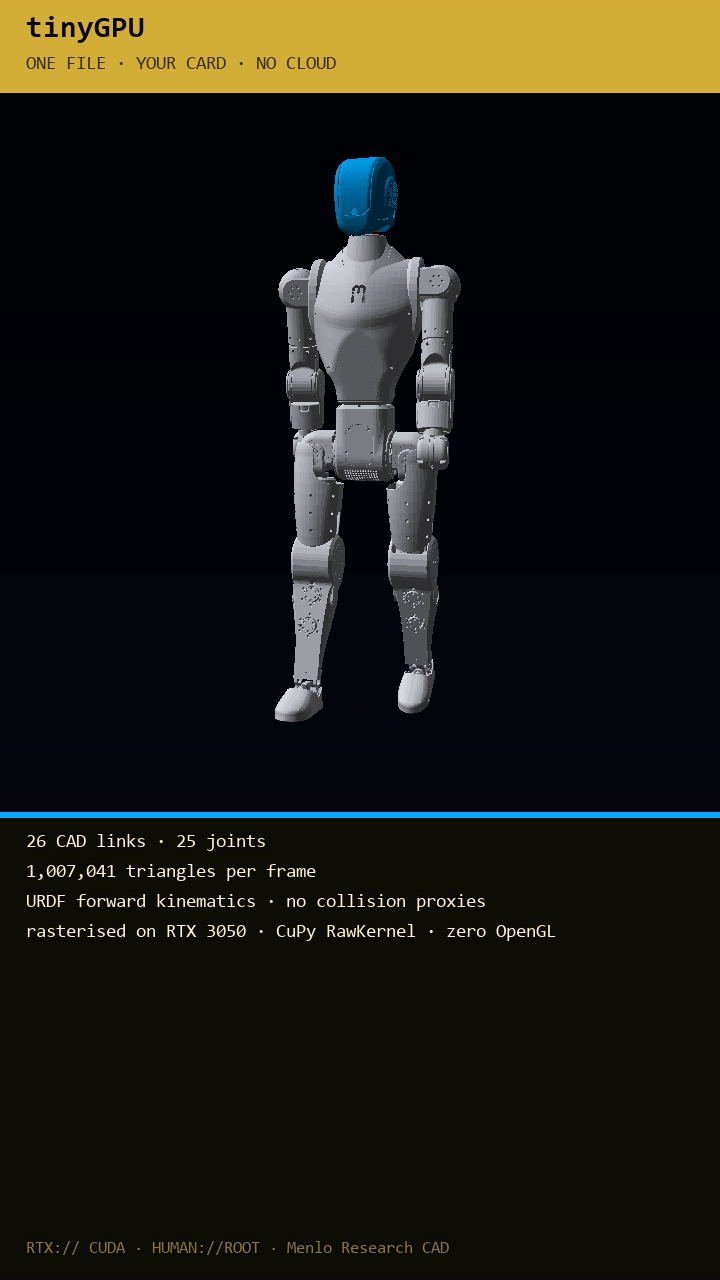 tinyGPU
ONE FILE · YOUR CARD · NO CLOUD
m
26 CAD links · 25 joints
1,007,041 triangles per frame
URDF forward kinematics · no collision proxies
rasterised on RTX 3050 · CuPy RawKernel · zero OpenGL
RTX:// CUDA · HUMAN://ROOT · Menlo Research CAD